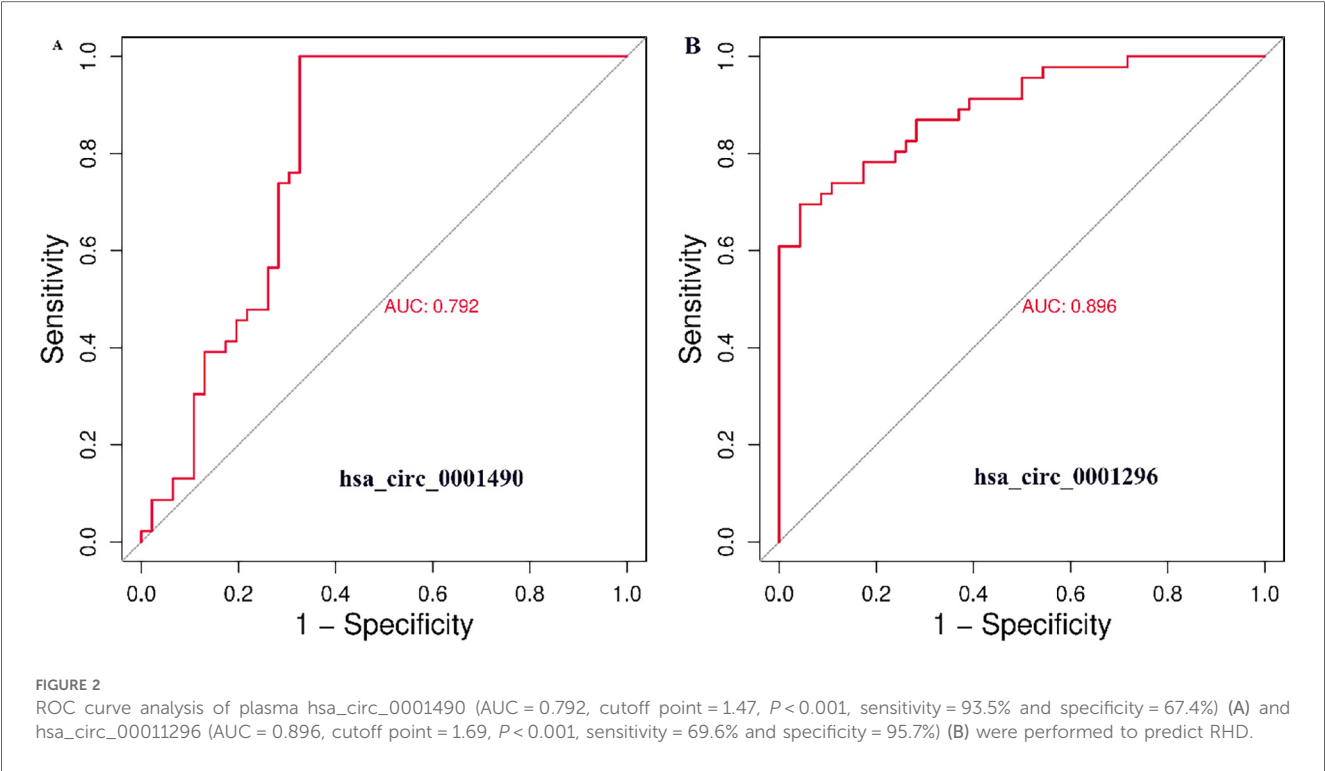 A
1.0
0.8
0.6
0.4
0.2
0.0
Sensitivity
AUC: 0.792
hsa_circ_0001490
0.0 0.2 0.4 0.6 0.8 1.0
1 − Specificity
B
1.0
0.8
0.6
0.4
0.2
0.0
Sensitivity
AUC: 0.896
hsa_circ_0001296
0.0 0.2 0.4 0.6 0.8 1.0
1 − Specificity
FIGURE 2
ROC curve analysis of plasma hsa_circ_0001490 (AUC = 0.792, cutoff point = 1.47, P < 0.001, sensitivity = 93.5% and specificity = 67.4%) (A) and
hsa_circ_00011296 (AUC = 0.896, cutoff point = 1.69, P < 0.001, sensitivity = 69.6% and specificity = 95.7%) (B) were performed to predict RHD.